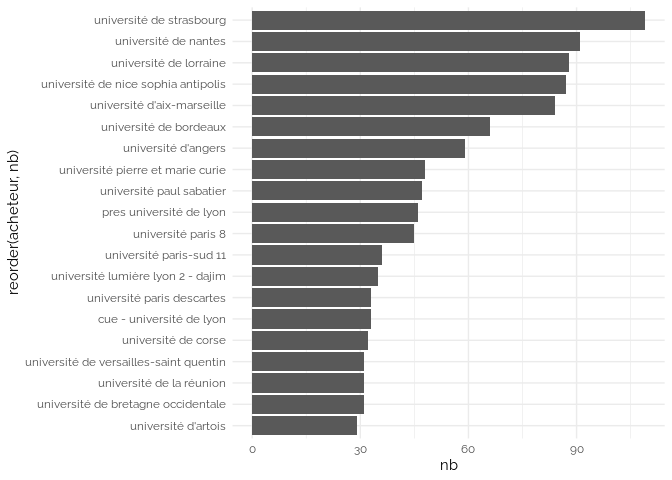 université de strasbourg
université de nantes
université de lorraine
université de nice sophia antipolis
université d'aix-marseille
université de bordeaux
université d'angers
université pierre et marie curie
université paul sabatier
pres université de lyon
université paris 8
université paris-sud 11
université lumière lyon 2 - dajim
université paris descartes
cue - université de lyon
université de corse
université de versailles-saint quentin
université de la réunion
université de bretagne occidentale
université d'artois
reorder(acheteur, nb)
0 30 60 90
nb